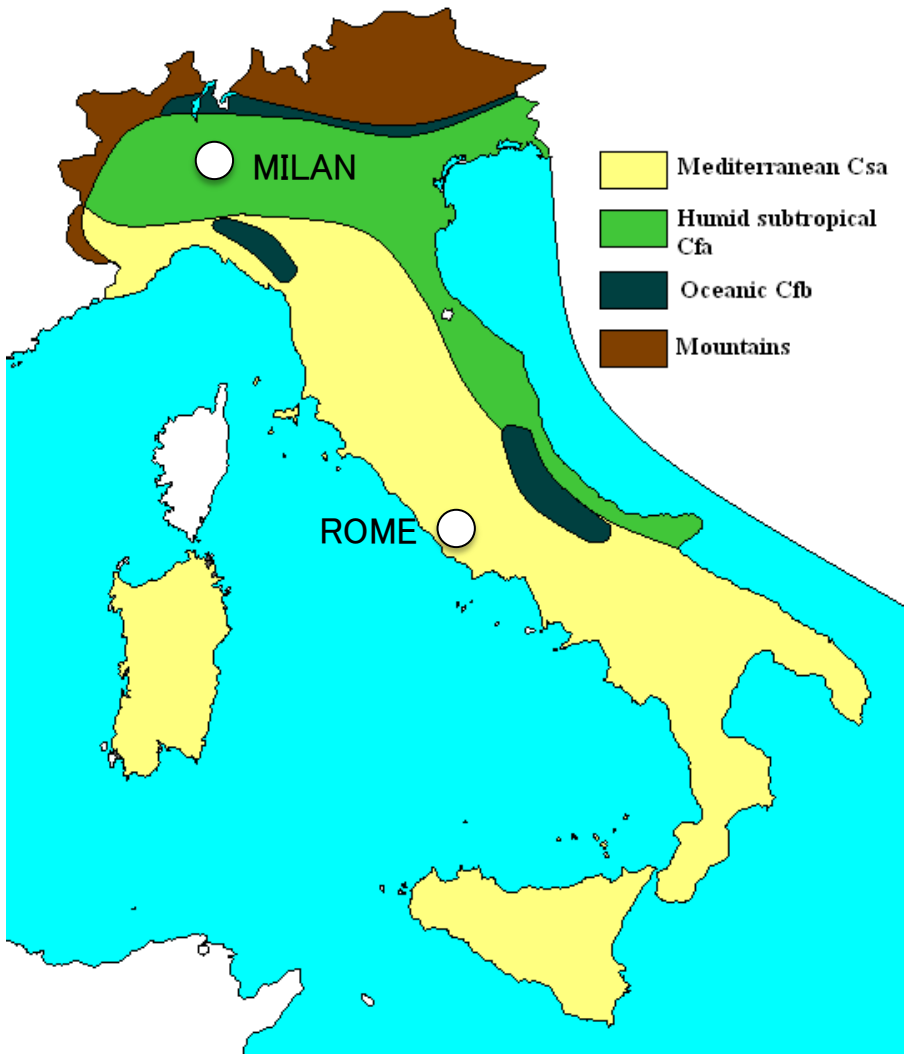 MILAN
Mediterranean Csa
Humid subtropical
Cfa
Oceanic Cfb
Mountains
ROME